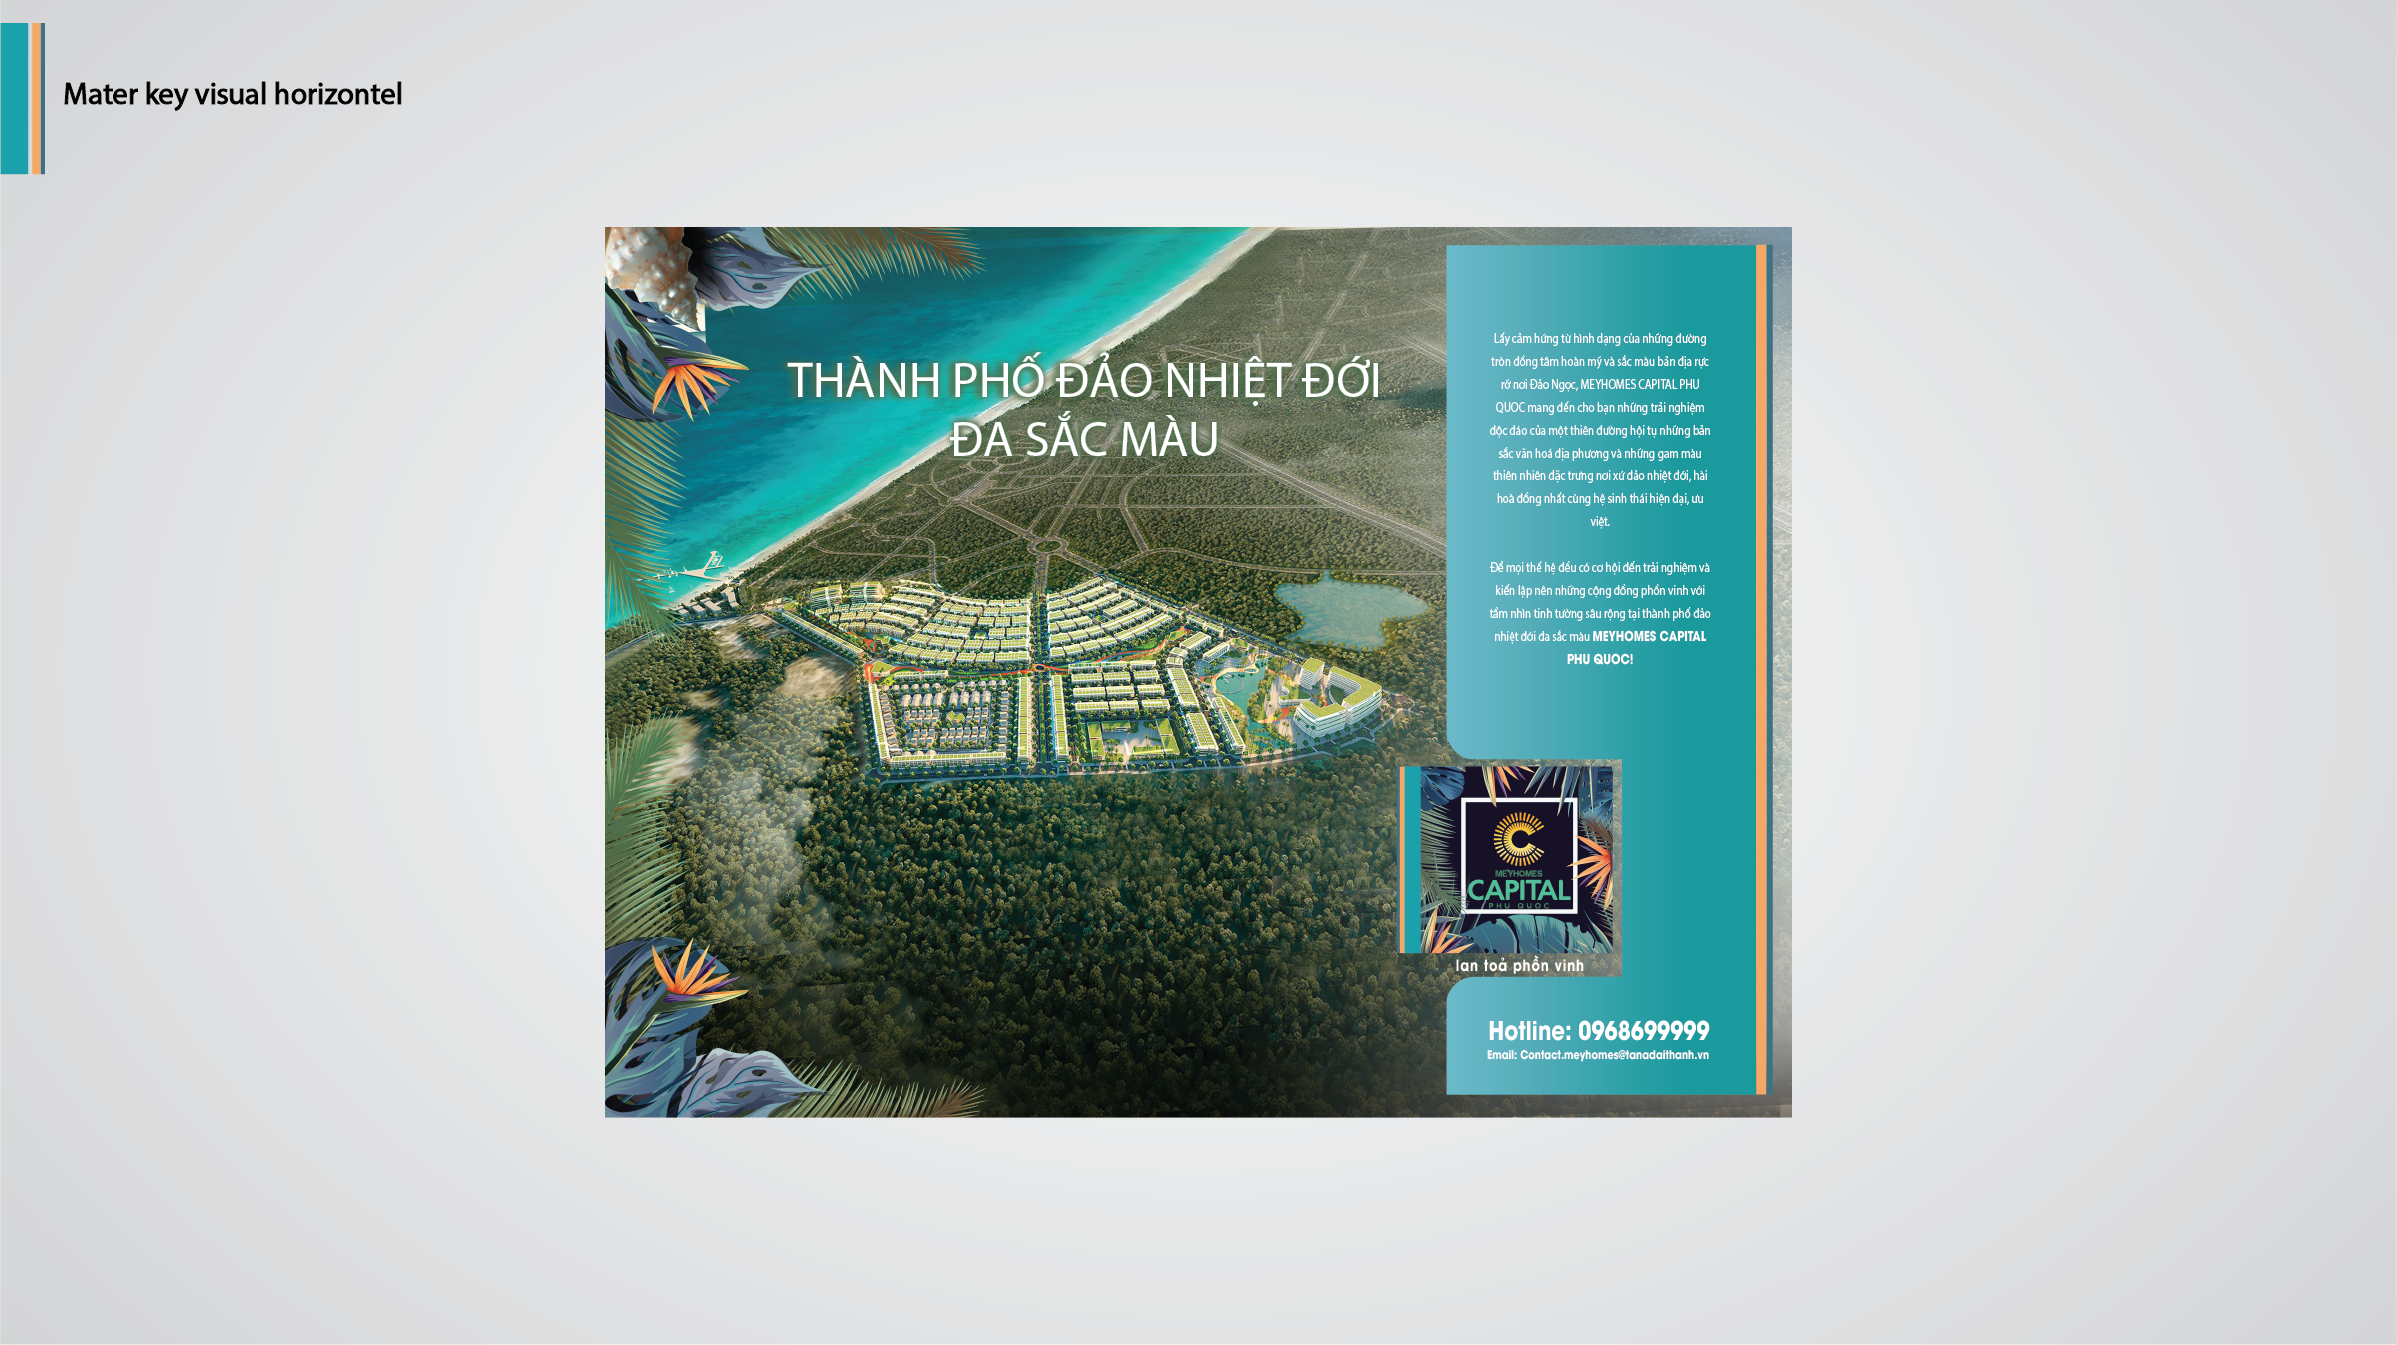 Mater key visual horizontel
THÀNH PHỐ ĐẢO NHIỆT ĐỚI
ĐA SẮC MÀU
Lấy cảm hứng từ hình dạng của những đường
tròn đồng tâm hoàn mỹ và sắc màu bản địa rực
rỡ nơi Đảo Ngọc, MEYHOMES CAPITAL PHU
QUOC mang đến cho bạn những trải nghiệm
độc đáo của một thiên đường hội tụ những bản
sắc văn hoá địa phương và những gam màu
thiên nhiên đặc trưng nơi xứ đảo nhiệt đới, hài
hoà đồng nhất cùng hệ sinh thái hiện đại, ưu
việt.
Để mọi thế hệ đều có cơ hội đến trải nghiệm và
kiến lập nên những cộng đồng phồn vinh với
tầm nhìn tinh tường sâu rộng tại thành phố đảo
nhiệt đới đa sắc màu MEYHOMES CAPITAL
PHU QUOC!
MEYHOMES
CAPITAL
PHU QUOC
lan toả phồn vinh
Hotline: 0968699999
Email: Contact.meyhomes@tanadaithanh.vn